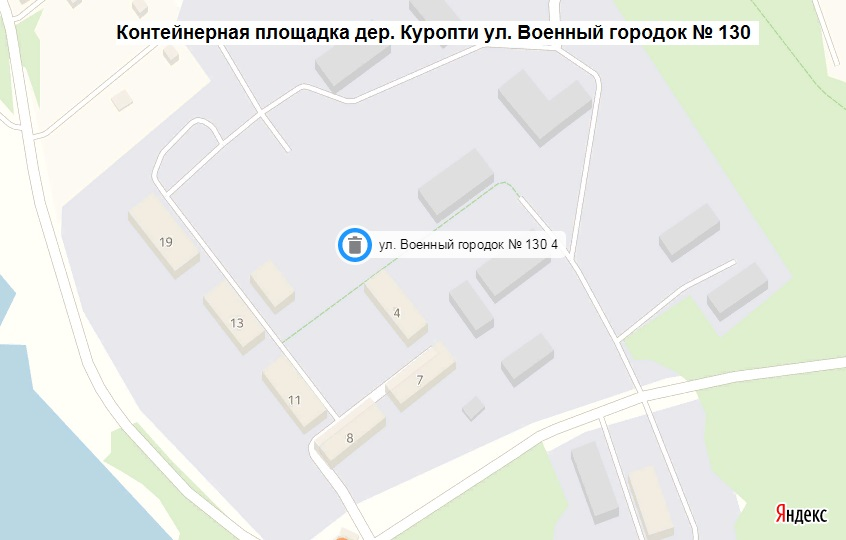 Контейнерная площадка дер. Куропти ул. Военный городок № 130
ул. Военный городок № 130 4
19
13
4
7
11
8
Яндекс